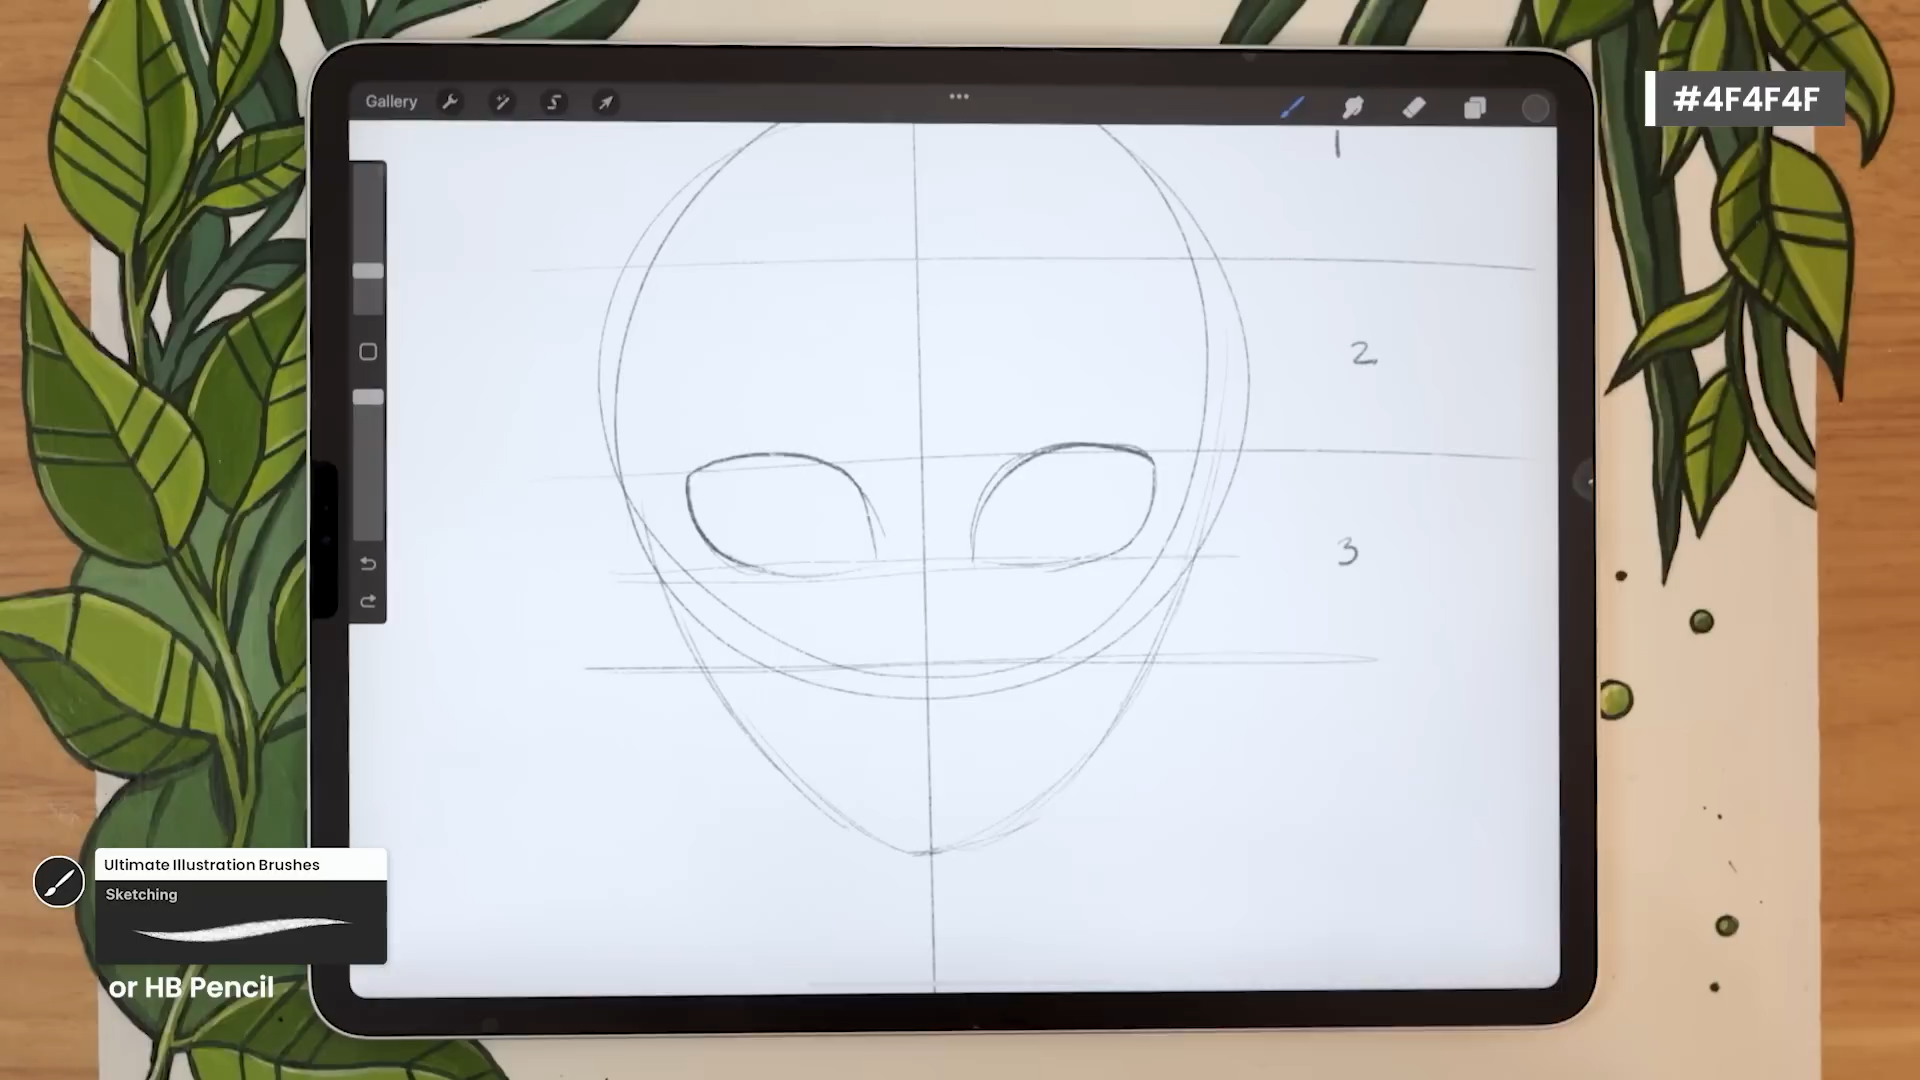 Gallery
#4F4F4F
1
2
3
Ultimate Illustration Brushes
Sketching
or HB Pencil